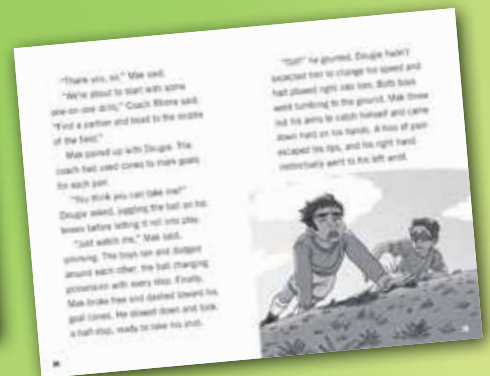 "Thank you, sir," Mak said.
"We're about to start with some
one-on-one drills," Coach said.
"Find a partner and head to the middle
of the field."
Mak paired up with Dougie. The
coach had used cones to mark goals
for each pair.
"You think you can take me?"
Dougie asked, juggling the ball on his
knees before letting it roll into play.
"Just watch me," Mak said,
grinning. The boys ran and dodged
around each other, the ball changing
possession with every step. Finally,
Mak broke free and dashed toward his
goal cones. He slowed down and took
a half-step, ready to take his shot.
"Oof!" he grunted. Dougie hadn't
expected him to change his speed and
had plowed right into him. Both boys
went tumbling to the ground. Mak threw
out his arms to catch himself and came
down hard on his hands. A hiss of pain
escaped his lips, and his right hand
instinctively went to his left wrist.